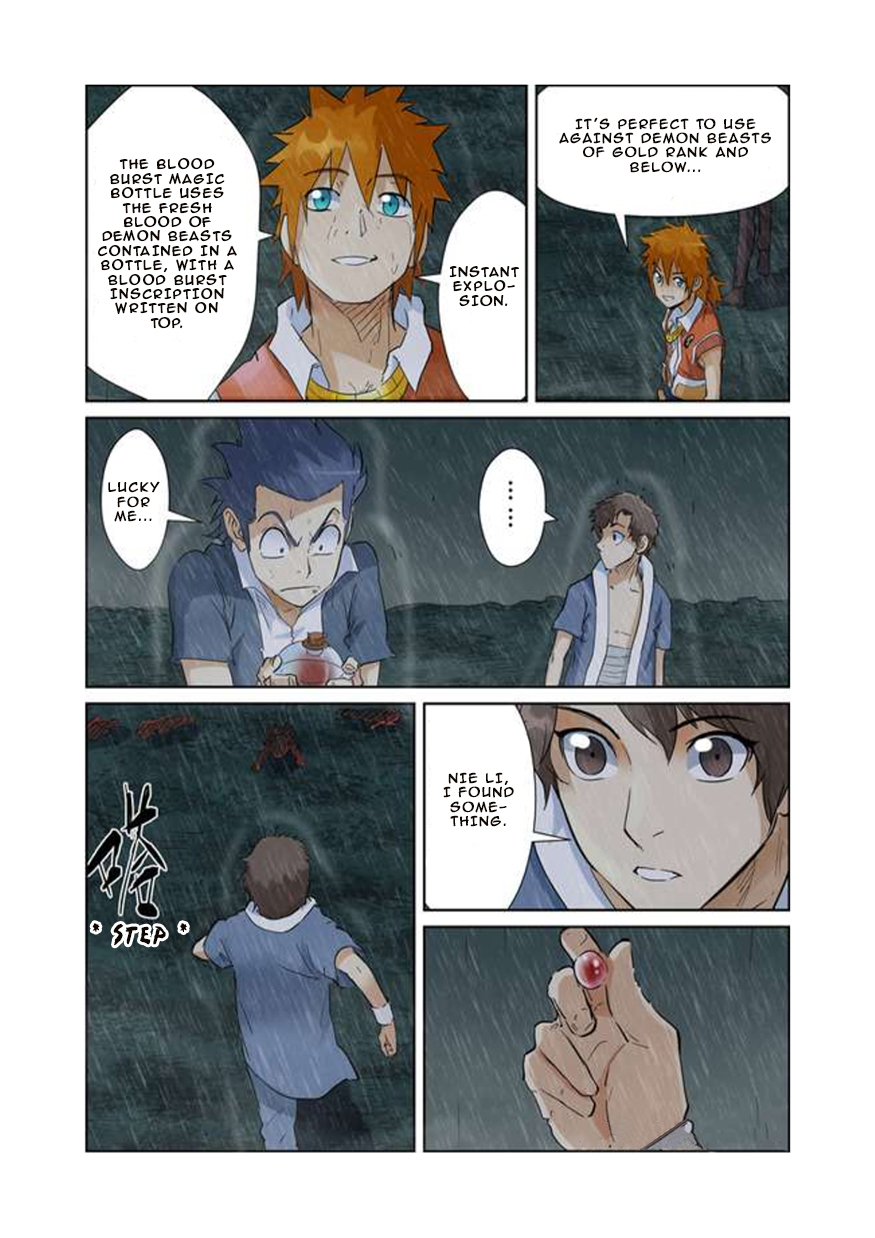 THE BLOOD
BURST MAGIC
BOTTLE USES
THE FRESH
BLOOD OF
DEMON BEASTS
CONTAINED IN A
BOTTLE, WITH A
BLOOD BURST
INSCRIPTION
WRITTEN ON
TOP.
INSTANT
EXPLO-
SION.
IT'S PERFECT TO USE
AGAINST DEMON BEASTS
OF GOLD RANK AND
BELOW...
LUCKY
FOR
ME...
......
嗒
* STEP *
NIE LI,
I FOUND
SOME-
THING.